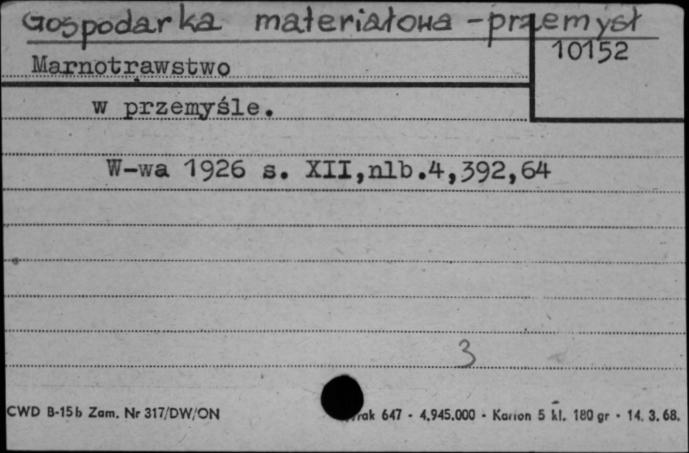 Gospodarka materiałowa - przemysł
10152
Marnotrawstwo
w przemyśle.
W-wa 1926 s. XII,nlb.4,392,64
3
CWD B-15b Zam. Nr 317/DW/ON
647 - 4.945.000 - Karton 5 kl. 180 gr - 14. 3. 68.